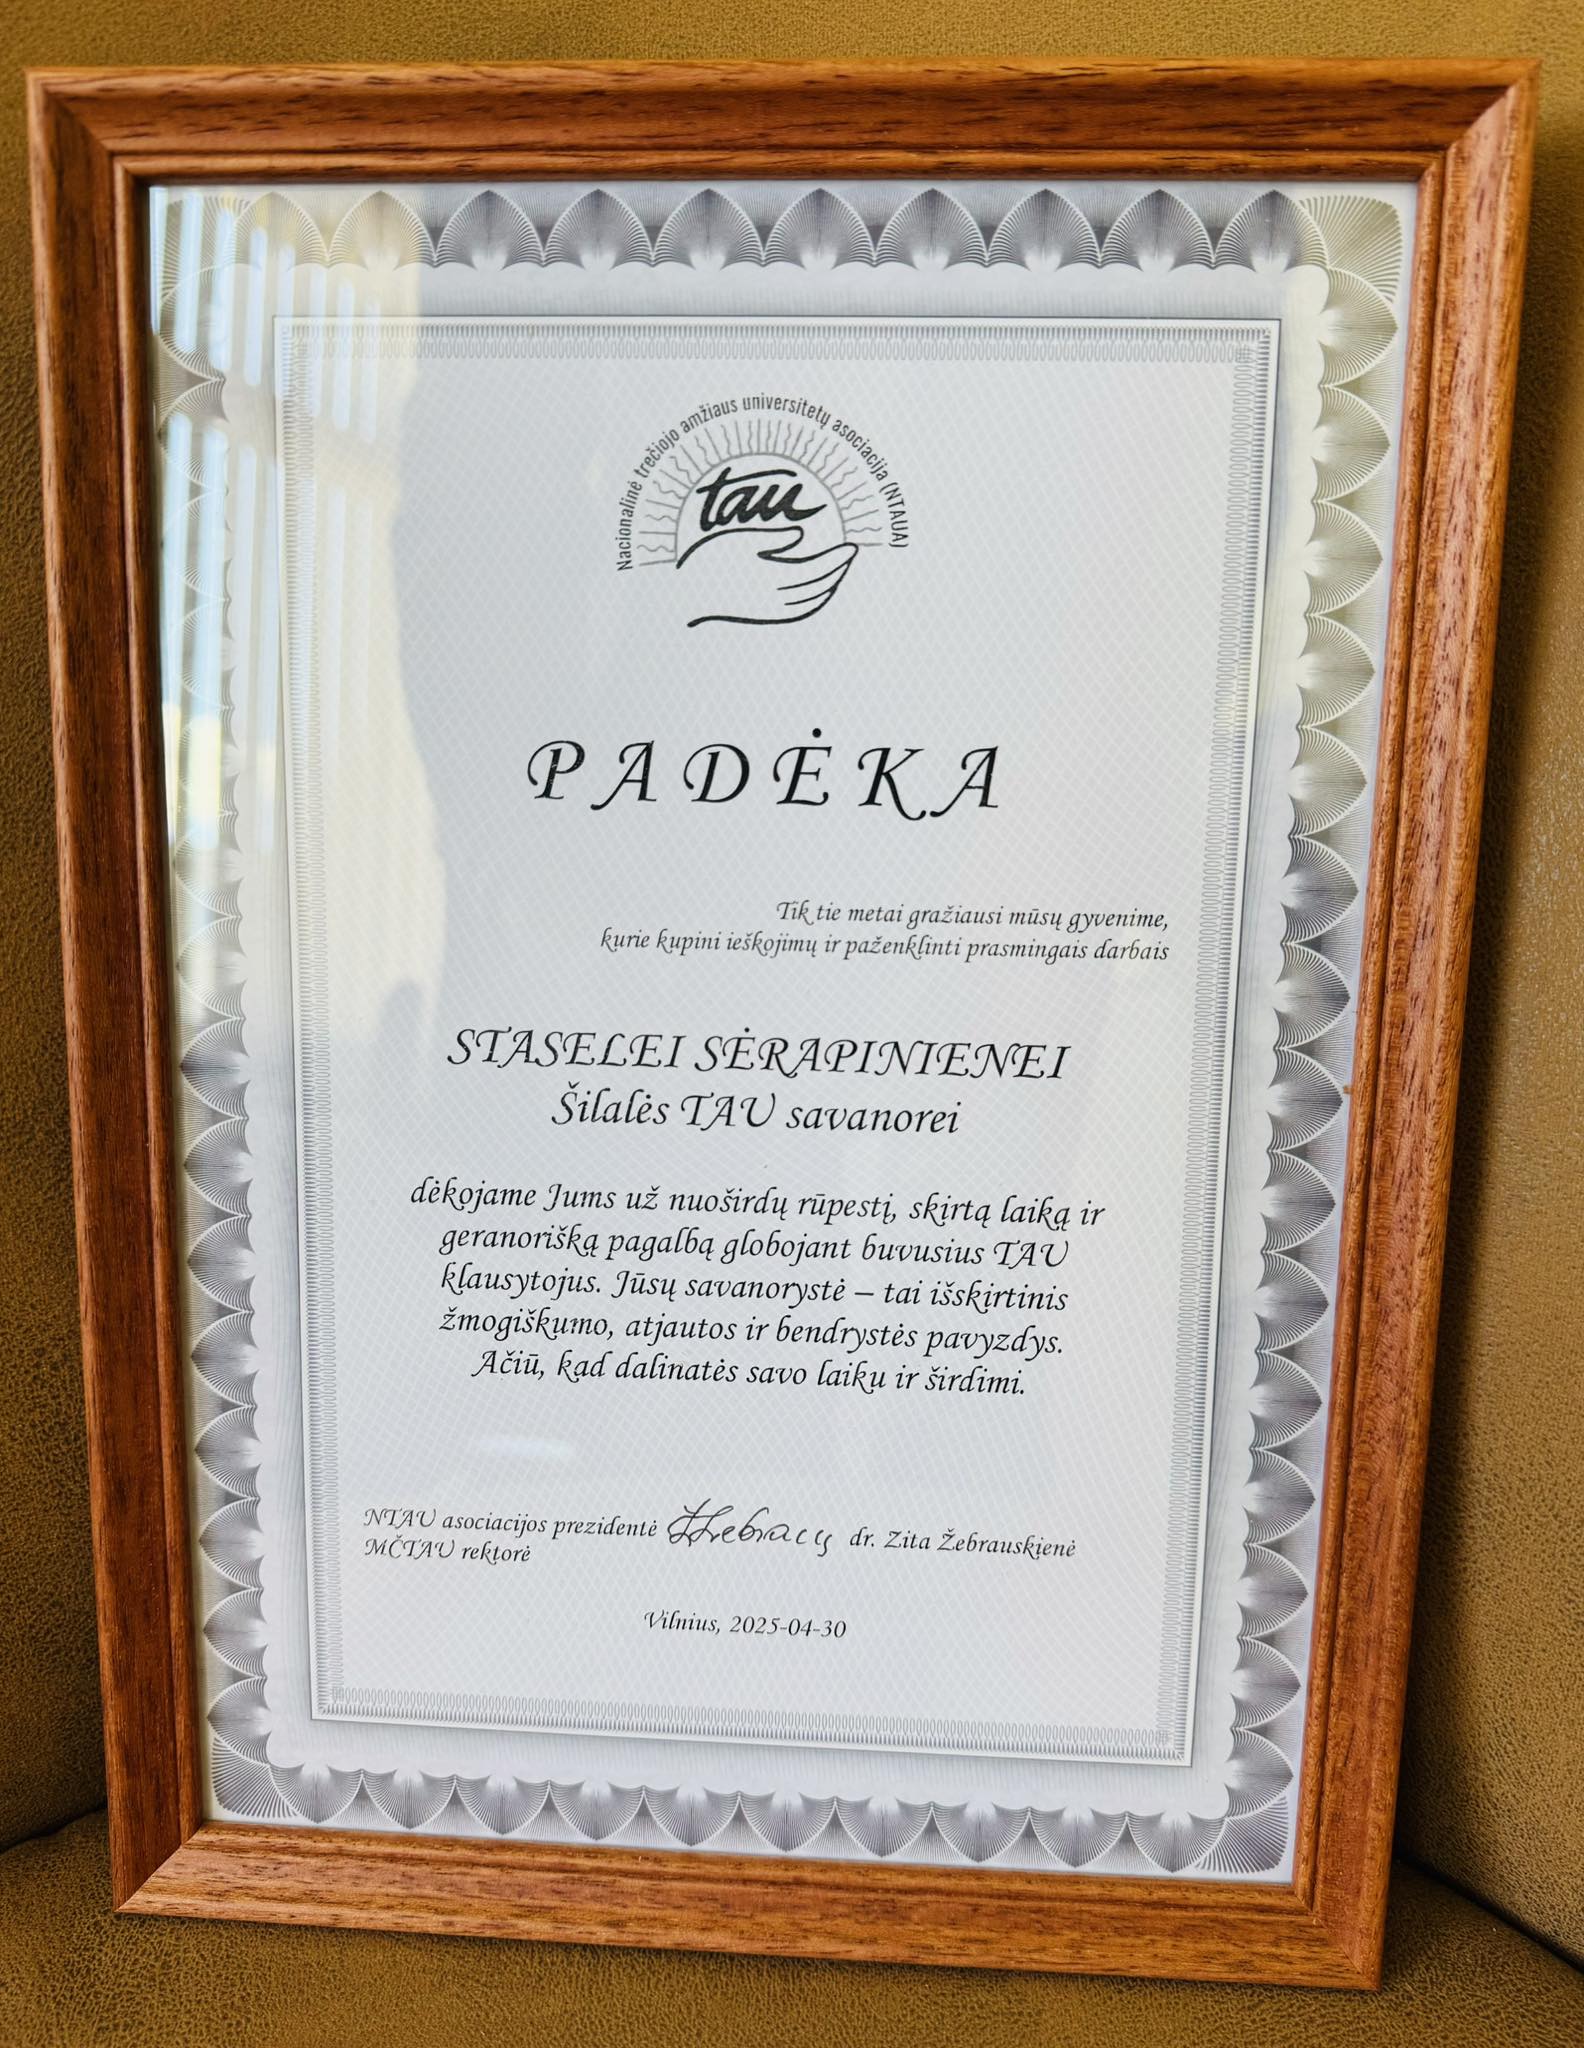 Nacionalinė trečiojo amžiaus universitetų asociacija (NTAUA)
tau
PADĖKA
Tik tie metai gražiausi mūsų gyvenime,
kurie kupini ieškojimų ir paženklinti prasmingais darbais
STASELEI SĖRAPINIENEI
Šilalės TAU savanorei
dėkojame Jums už nuoširdų rūpestį, skirtą laiką ir
geranorišką pagalbą globojant buvusius TAU
klausytojus. Jūsų savanorystė – tai išskirtinis
žmogiškumo, atjautos ir bendrystės pavyzdys.
Ačiū, kad dalinatės savo laiku ir širdimi.
NTAU asociacijos prezidentė dr. Zita Žebrauskienė
MČTAU rektorė
Vilnius, 2025-04-30